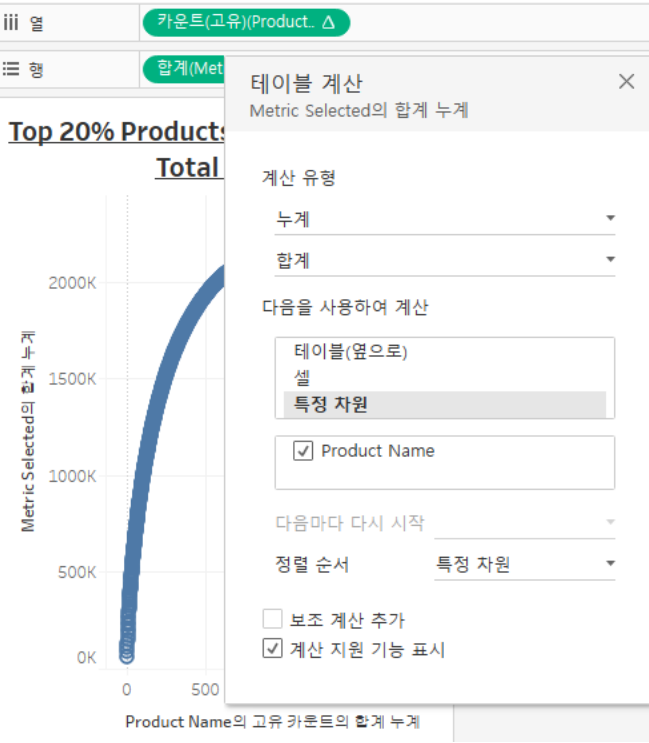 열
카운트(고유)(Product..
행
합계(Met
테이블 계산
Metric Selected의 합계 누계
Top 20% Products
Total
계산 유형
누계
합계
다음을 사용하여 계산
테이블(옆으로)
셀
특정 차원
Product Name
다음마다 다시 시작
정렬 순서 특정 차원
보조 계산 추가
계산 지원 기능 표시
Metric Selected의 합계 누계
2000K
1500K
1000K
500K
0K
0 500
Product Name의 고유 카운트의 합계 누계